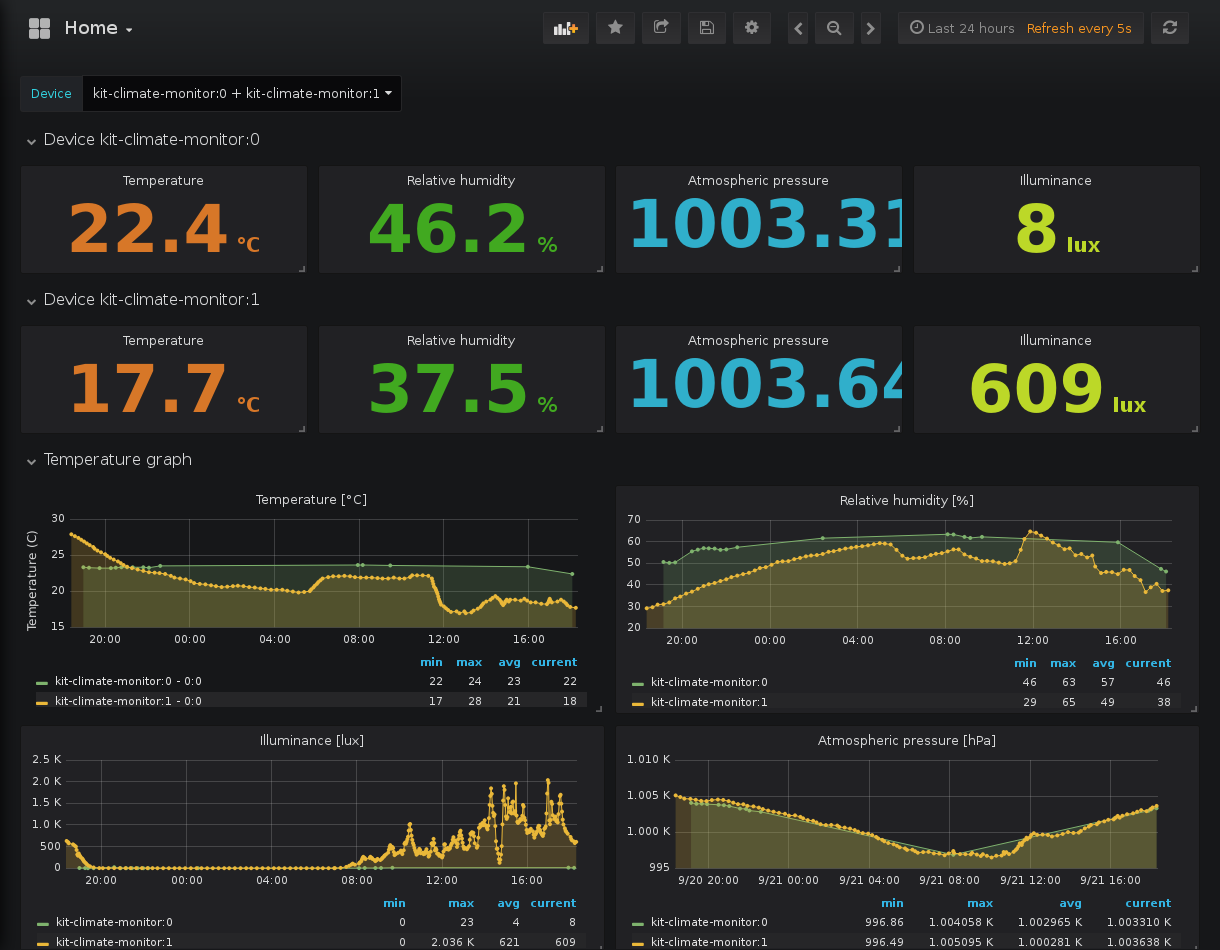 Home
Last 24 hours Refresh every 5s
Device kit-climate-monitor:0 + kit-climate-monitor:1
Device kit-climate-monitor:0
Temperature Relative humidity Atmospheric pressure Illuminance
22.4 °C 46.2 % 1003.31 8 lux
Device kit-climate-monitor:1
Temperature Relative humidity Atmospheric pressure Illuminance
17.7 °C 37.5 % 1003.64 609 lux
Temperature graph
Temperature [°C]
Temperature (C)
30
25
20
15
20:00 00:00 04:00 08:00 12:00 16:00
min max avg current
kit-climate-monitor:0 - 0:0 22 24 23 22
kit-climate-monitor:1 - 0:0 17 28 21 18
Relative humidity [%]
70
60
50
40
30
20
20:00 00:00 04:00 08:00 12:00 16:00
min max avg current
kit-climate-monitor:0 46 63 57 46
kit-climate-monitor:1 29 65 49 38
Illuminance [lux]
2.5 K
2.0 K
1.5 K
1.0 K
500
0
20:00 00:00 04:00 08:00 12:00 16:00
min max avg current
kit-climate-monitor:0 0 23 4 8
kit-climate-monitor:1 0 2.036 K 621 609
Atmospheric pressure [hPa]
1.010 K
1.005 K
1.000 K
995
9/20 20:00 9/21 00:00 9/21 04:00 9/21 08:00 9/21 12:00 9/21 16:00
min max avg current
kit-climate-monitor:0 996.86 1.004058 K 1.002965 K 1.003310 K
kit-climate-monitor:1 996.49 1.005095 K 1.000281 K 1.003638 K